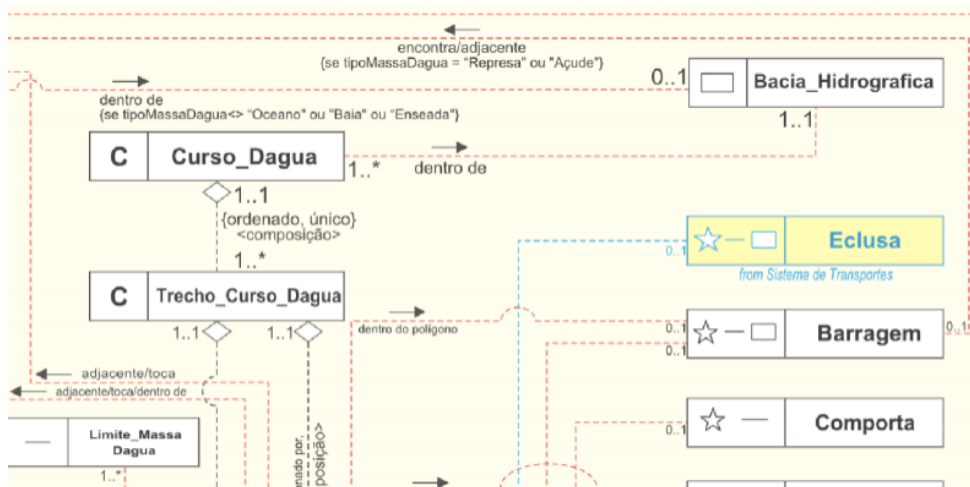 encontra/adjacente
{se tipoMassaDagua = “Represa” ou "Açude"}
0..1
Bacia_Hidrografica
dentro de
{se tipoMassaDagua<> “Oceano” ou "Baia” ou “Enseada”}
1..1
C
Curso_Dagua
1..*
dentro de
1..1
{ordenado, único}
<composição>
1..*
0..1
Eclusa
from Sistema de Transportes
C
Trecho_Curso_Dagua
1..1
1..1
dentro do polígono
0..1
0..1
Barragem
0..1
adjacente/toca
adjacente/toca/dentro de
0..1
Comporta
Limite_Massa
Dagua
1..*